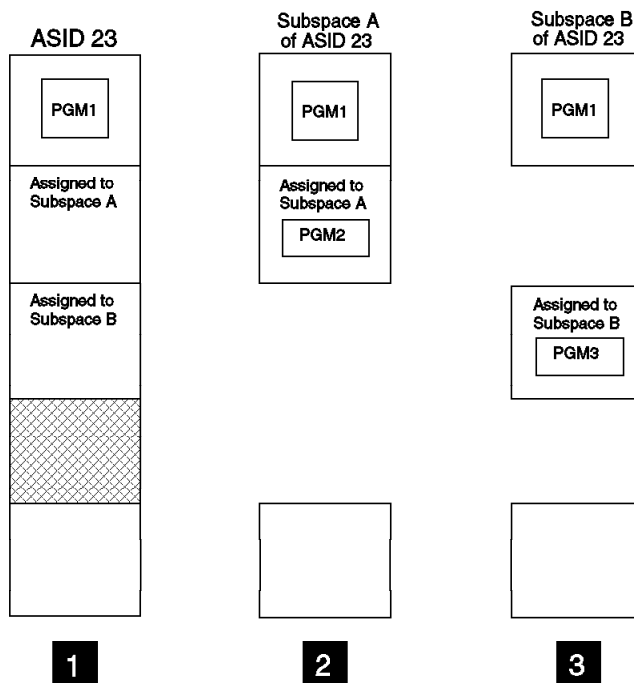 ASID 23
PGM1
Assigned to
Subspace A
Assigned to
Subspace B
1
Subspace A
of ASID 23
PGM1
Assigned to
Subspace A
PGM2
2
Subspace B
of ASID 23
PGM1
Assigned to
Subspace B
PGM3
3